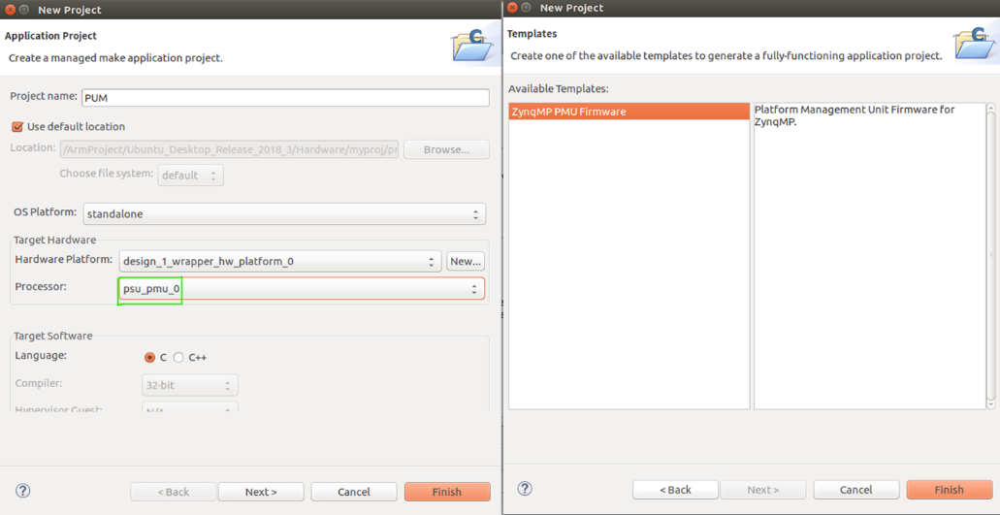 New Project
Application Project
Create a managed make application project.
Project name: PUM
Use default location
Location: /ArmProject/Ubuntu_Desktop_Release_2018_3/Hardware/myproj/pr Browse...
Choose file system: default
OS Platform: standalone
Target Hardware
Hardware Platform: design_1_wrapper_hw_platform_0 New...
Processor: psu_pmu_0
Target Software
Language: C C++
Compiler: 32-bit
Hypervisor Guest: N/A
? < Back Next > Cancel Finish
New Project
Templates
Create one of the available templates to generate a fully-functioning application project.
Available Templates:
ZynqMP PMU Firmware
Platform Management Unit Firmware for
ZynqMP.
? < Back Next > Cancel Finish